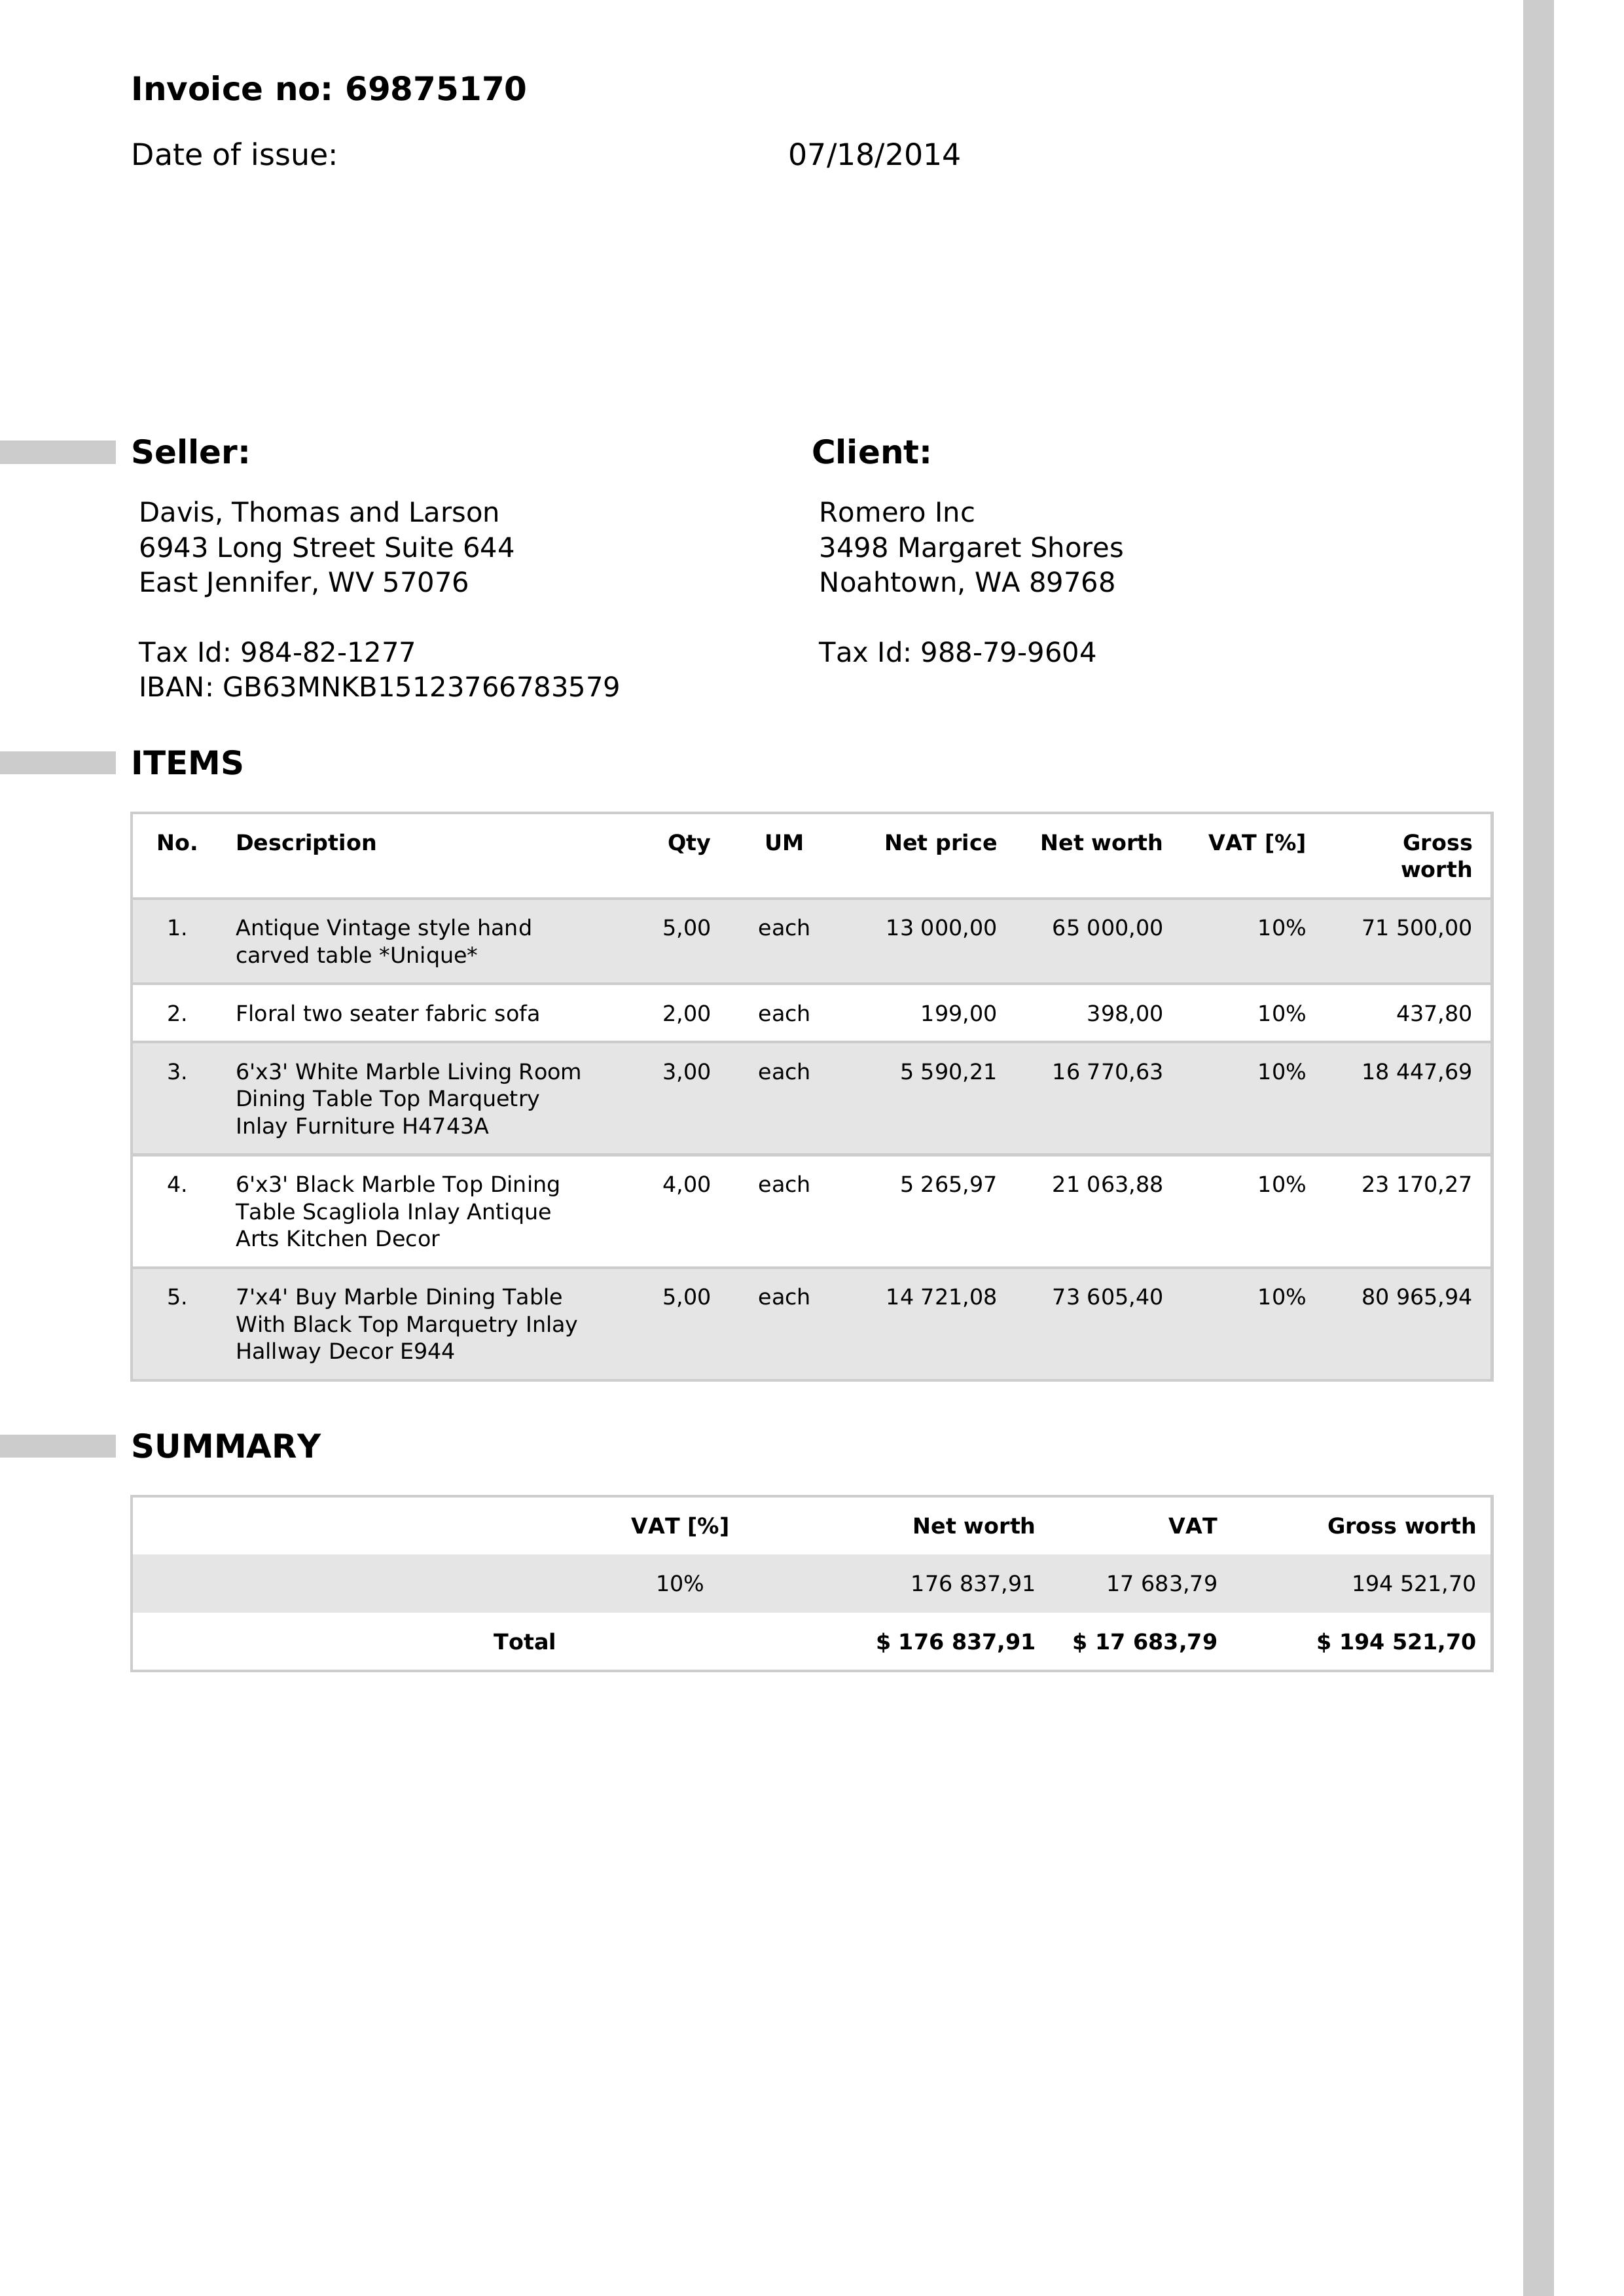 Invoice no: 69875170
Date of issue: 07/18/2014
Seller: Client:
Davis, Thomas and Larson
6943 Long Street Suite 644
East Jennifer, WV 57076
Tax Id: 984-82-1277
IBAN: GB63MNKB15123766783579
Romero Inc
3498 Margaret Shores
Noahtown, WA 89768
Tax Id: 988-79-9604
ITEMS
No. Description Qty UM Net price Net worth VAT [%] Gross
worth
1. Antique Vintage style hand 5,00 each 13 000,00 65 000,00 10% 71 500,00
carved table *Unique*
2. Floral two seater fabric sofa 2,00 each 199,00 398,00 10% 437,80
3. 6'x3' White Marble Living Room 3,00 each 5 590,21 16 770,63 10% 18 447,69
Dining Table Top Marquetry
Inlay Furniture H4743A
4. 6'x3' Black Marble Top Dining 4,00 each 5 265,97 21 063,88 10% 23 170,27
Table Scagliola Inlay Antique
Arts Kitchen Decor
5. 7'x4' Buy Marble Dining Table 5,00 each 14 721,08 73 605,40 10% 80 965,94
With Black Top Marquetry Inlay
Hallway Decor E944
SUMMARY
VAT [%] Net worth VAT Gross worth
10% 176 837,91 17 683,79 194 521,70
Total $ 176 837,91 $ 17 683,79 $ 194 521,70